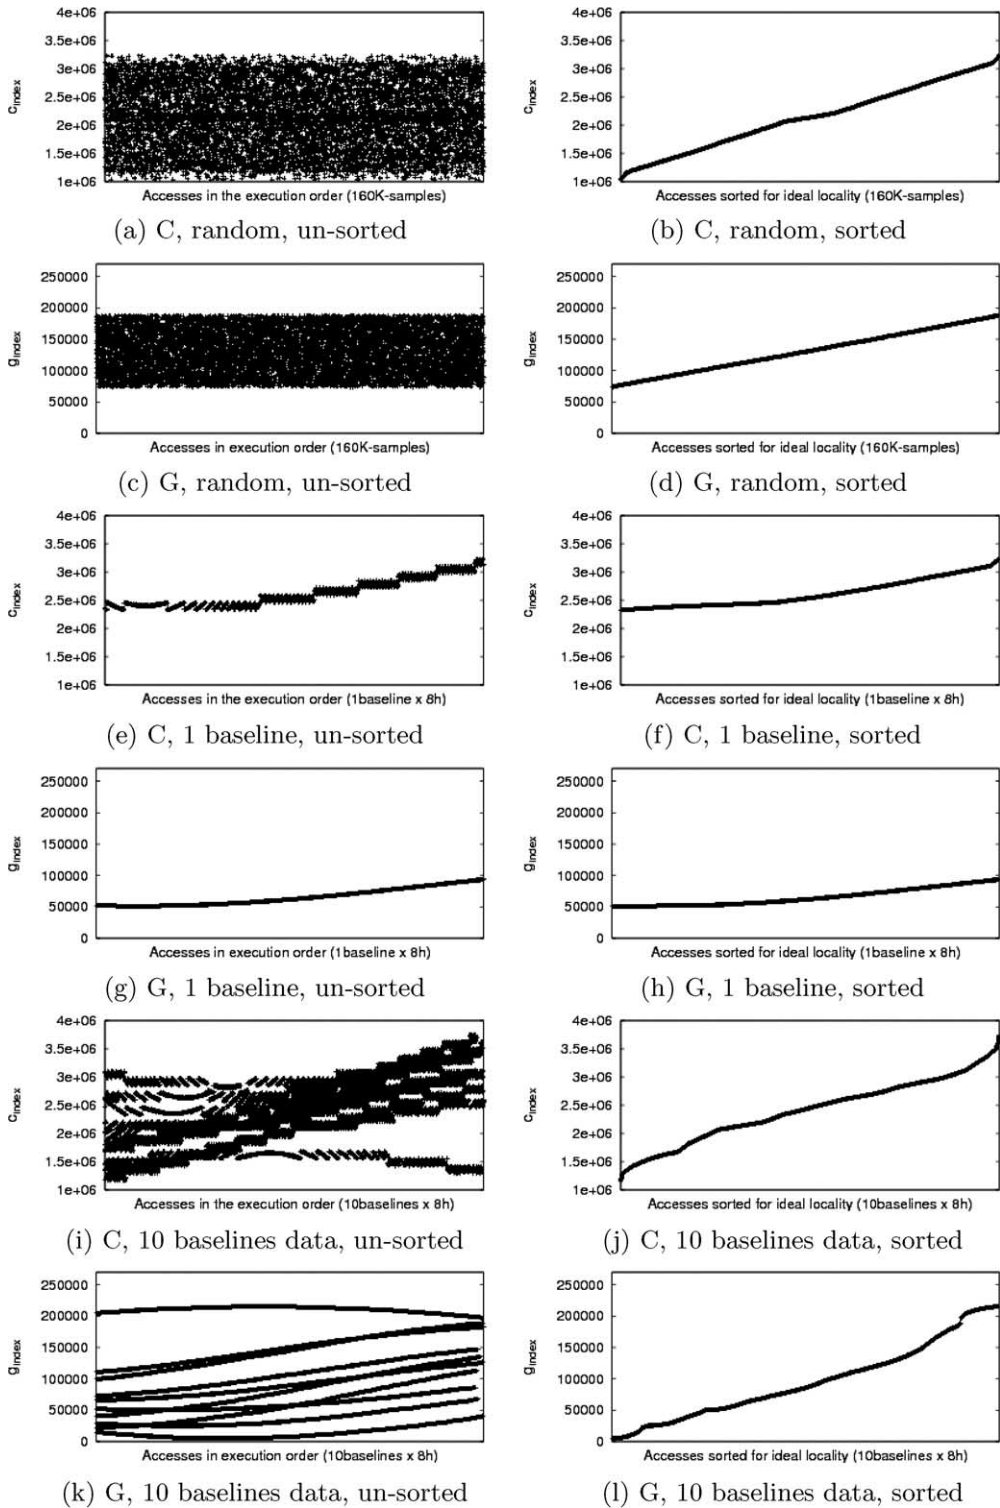 4e+06
3.5e+06
3e+06
2.5e+06
2e+06
1.5e+06
1e+06
cindex
Accesses in the execution order (160K-samples)
(a) C, random, un-sorted
4e+06
3.5e+06
3e+06
2.5e+06
2e+06
1.5e+06
1e+06
cindex
Accesses sorted for ideal locality (160K-samples)
(b) C, random, sorted
250000
200000
150000
100000
50000
0
gindex
Accesses in execution order (160K-samples)
(c) G, random, un-sorted
250000
200000
150000
100000
50000
0
gindex
Accesses sorted for ideal locality (160K-samples)
(d) G, random, sorted
4e+06
3.5e+06
3e+06
2.5e+06
2e+06
1.5e+06
1e+06
cindex
Accesses in the execution order (1baseline x 8h)
(e) C, 1 baseline, un-sorted
4e+06
3.5e+06
3e+06
2.5e+06
2e+06
1.5e+06
1e+06
cindex
Accesses sorted for ideal locality (1baseline x 8h)
(f) C, 1 baseline, sorted
250000
200000
150000
100000
50000
0
gindex
Accesses in execution order (1baseline x 8h)
(g) G, 1 baseline, un-sorted
250000
200000
150000
100000
50000
0
gindex
Accesses sorted for ideal locality (1baseline x 8h)
(h) G, 1 baseline, sorted
4e+06
3.5e+06
3e+06
2.5e+06
2e+06
1.5e+06
1e+06
cindex
Accesses in the execution order (10baselines x 8h)
(i) C, 10 baselines data, un-sorted
4e+06
3.5e+06
3e+06
2.5e+06
2e+06
1.5e+06
1e+06
cindex
Accesses sorted for ideal locality (10baselines x 8h)
(j) C, 10 baselines data, sorted
250000
200000
150000
100000
50000
0
gindex
Accesses in execution order (10baselines x 8h)
(k) G, 10 baselines data, un-sorted
250000
200000
150000
100000
50000
0
gindex
Accesses sorted for ideal locality (10baselines x 8h)
(l) G, 10 baselines data, sorted